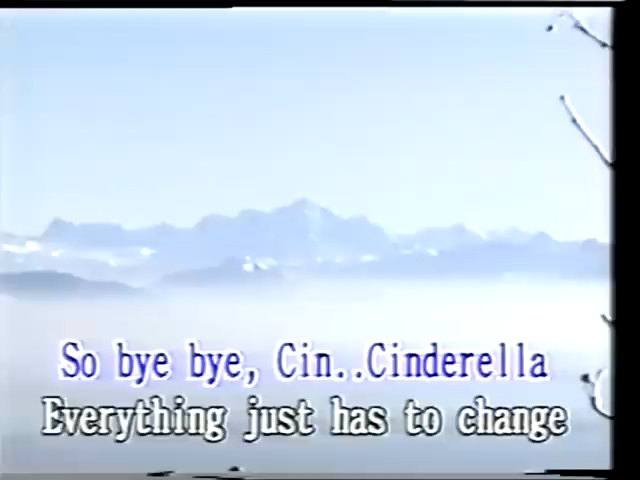 So bye bye, Cin..Cinderella
Everything just has to change